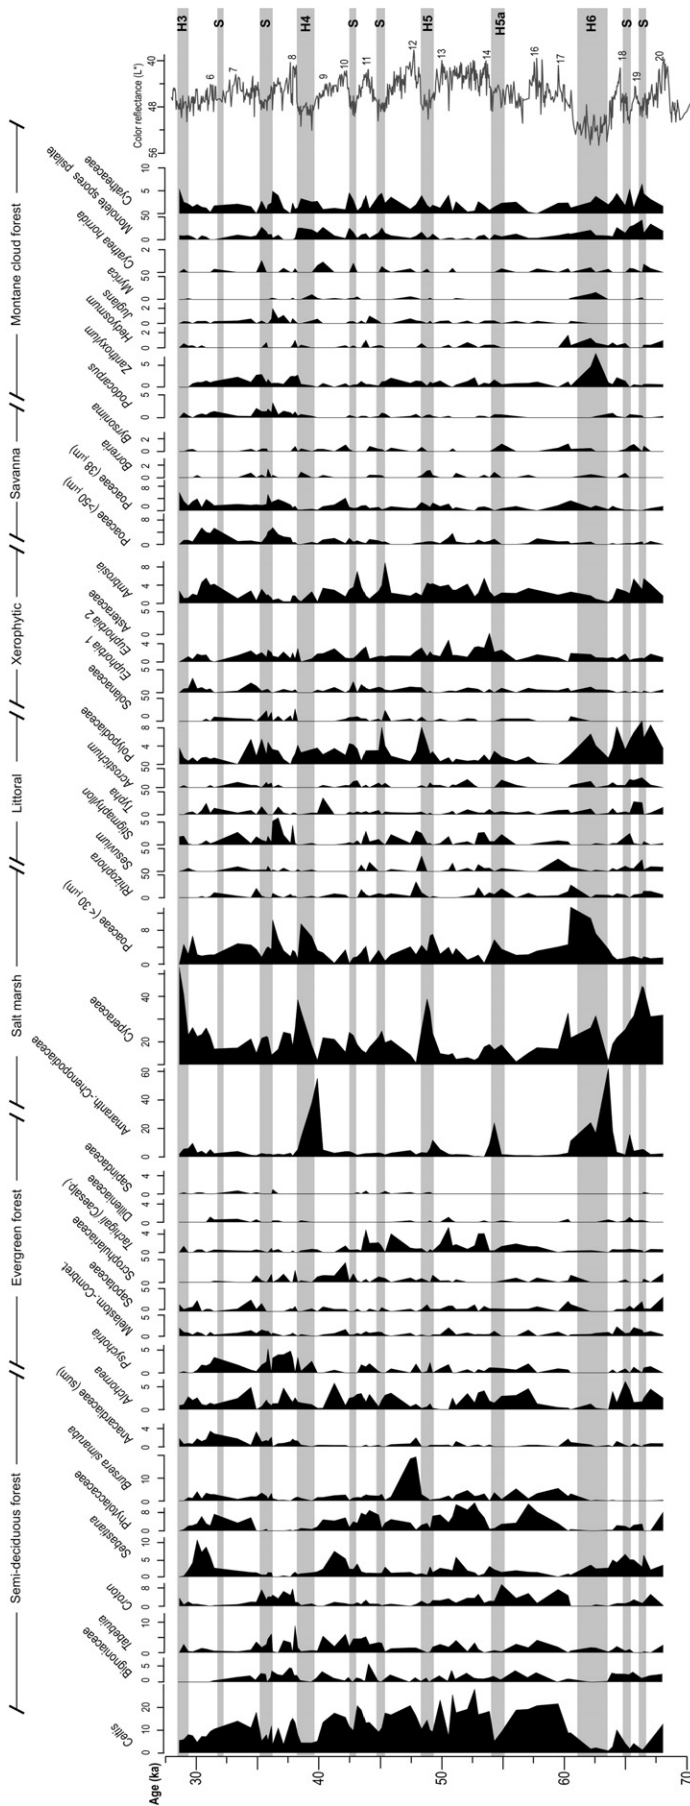 Semi-deciduous forest
Evergreen forest
Salt marsh
Littoral
Xerophytic
Savanna
Montane cloud forest
Celtis
Bignoniaceae
Tabebuia
Croton
Sebastiana
Phytolaccaceae
Bursera simaruba
Anacardiaceae (sum)
Alchornea
Psychotria
Melastom.-Combret.
Sapotaceae
Scrophulariaceae
Tachigali (Caesalp.)
Dilleniaceae
Sapindaceae
Amaranth.-Chenopodiaceae
Cyperaceae
Poaceae (< 30 µm)
Rhizophora
Sesuvium
Stigmaphyllon
Typha
Acrostichum
Polypodiaceae
Solanaceae
Euphorbia 1
Euphorbia 2
Asteraceae
Ambrosia
Poaceae (>50 µm)
Poaceae (38 µm)
Borreria
Byrsonima
Podocarpus
Zanthoxylum
Hedyosmum
Juglans
Myrica
Cyathea horrida
Monolete spores psilate
Cyatheaceae
Color reflectance (L*)
56 48 40
6 7 8 9 10 11 12 13 14 16 17 18 19 20
H3 S S H4 S S H5 H5a H6 S S
Age (ka)
30 40 50 60 70